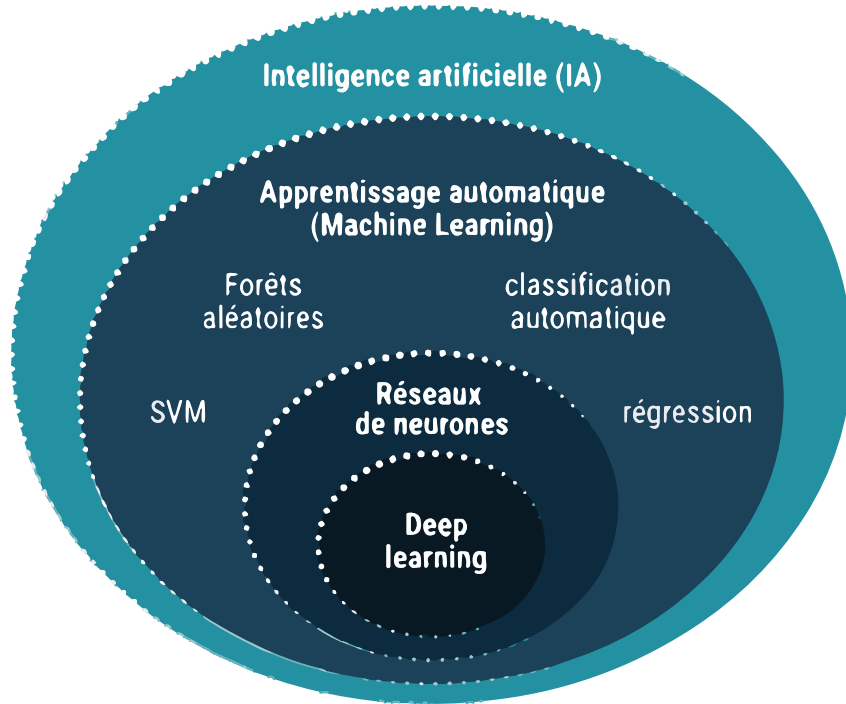 Intelligence artificielle (IA)
Apprentissage automatique
(Machine Learning)
Forêts
aléatoires
classification
automatique
SVM
Réseaux
de neurones
régression
Deep
learning